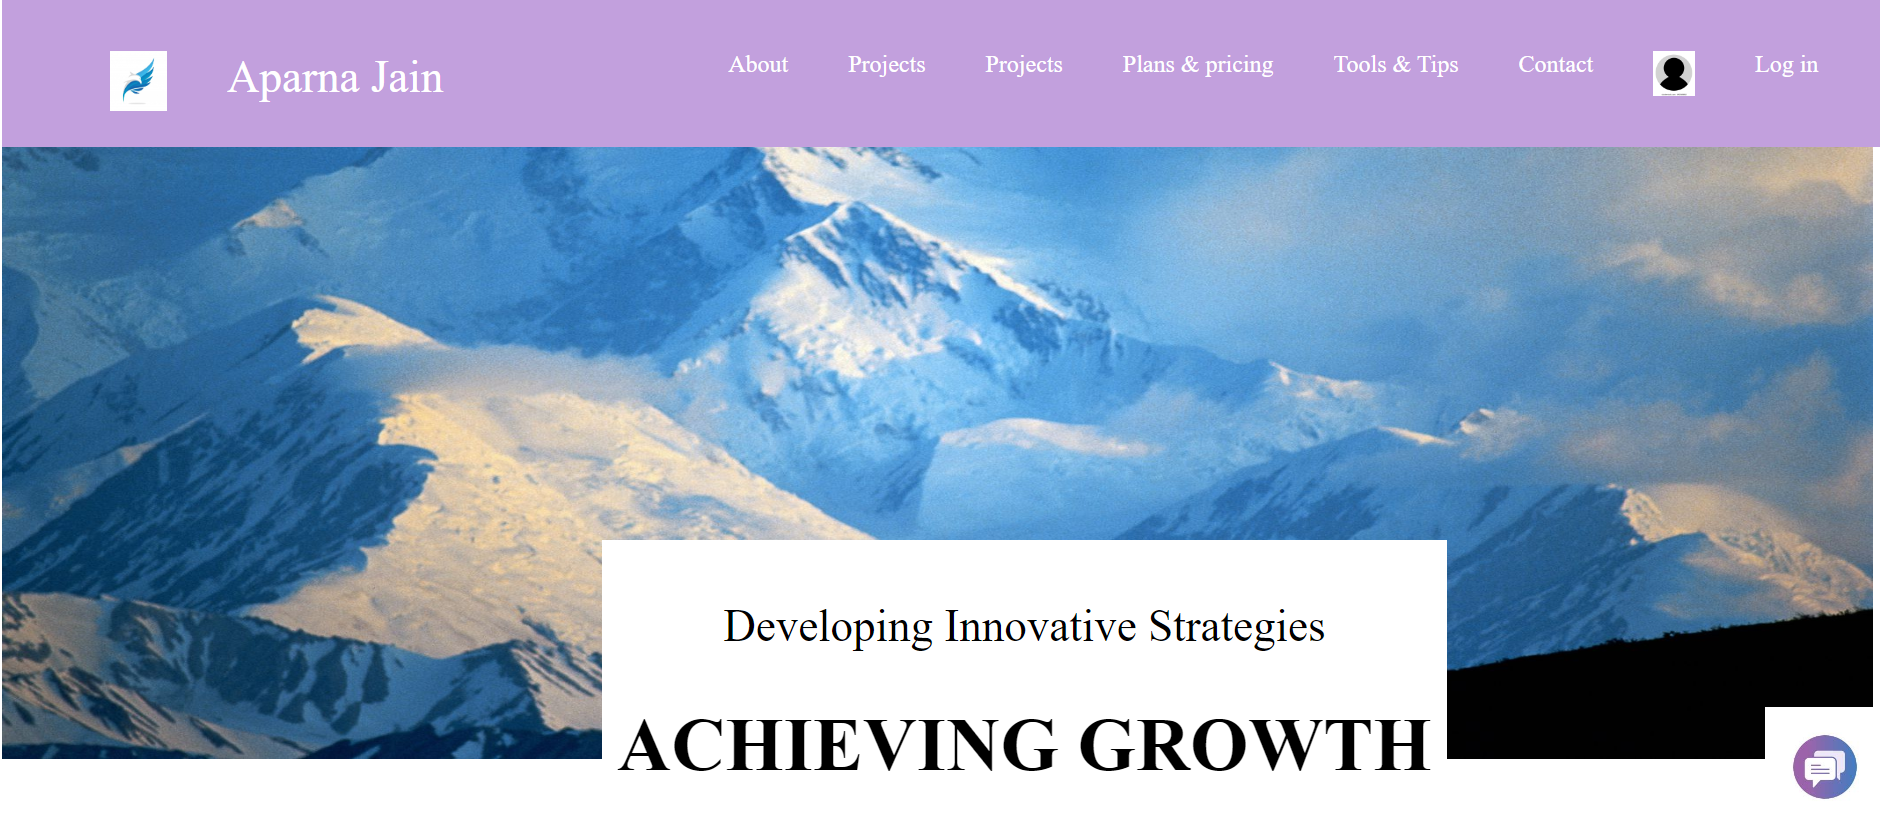 Aparna Jain
About Projects Projects Plans & pricing Tools & Tips Contact Log in
Developing Innovative Strategies
ACHIEVING GROWTH